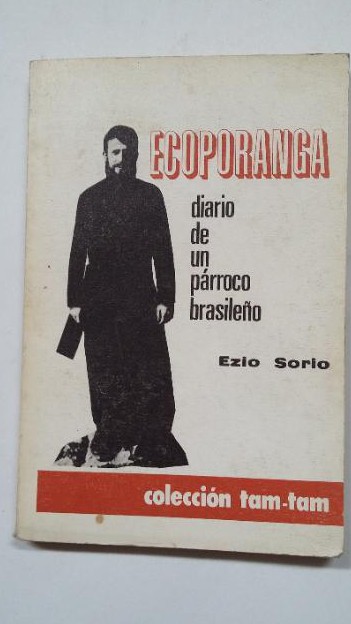 ECOPORANGA
diario
de
un
párroco
brasileño
Ezio Sorio
colección tam-tam